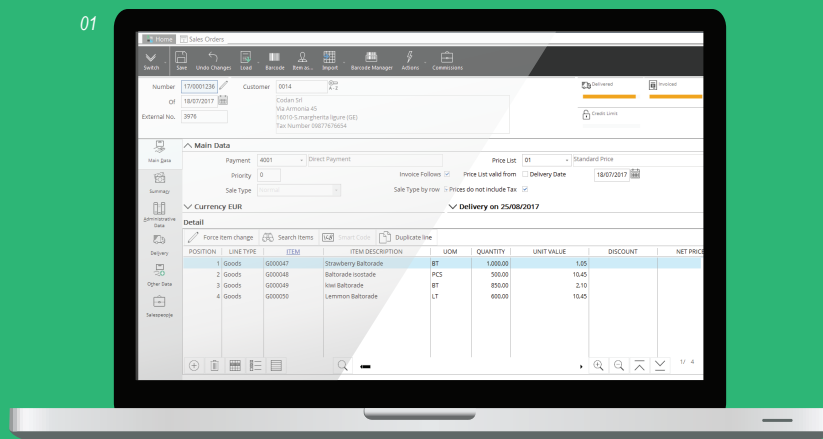 01
Home Sales Orders
Switch Save Undo Changes Load Barcode Item as... Import Barcode Manager Actions Commissions
Number 17/0001236 Customer 0014 Delivered Invoiced
Of 18/07/2017 Codan Srl
Via Armonia 45
External No. 3976 16010-S.margherita ligure (GE) Credit Limit
Tax Number 09877676654
Main Data
Main Data Payment 4001 Direct Payment Price List 01 Standard Price
Priority 0 Invoice Follows Price List valid from Delivery Date 18/07/2017
Summary Sale Type Normal Sale Type by row Prices do not include Tax
Currency EUR Delivery on 25/08/2017
Administrative Data Detail
Force item change Search Items Smart Code Duplicate line
Delivery POSITION LINE TYPE ITEM ITEM DESCRIPTION UOM QUANTITY UNIT VALUE DISCOUNT NET PRICE
1 Goods G000047 Strawberry Baltorade BT 1,000.00 1,05
Other Data 2 Goods G000048 Baltorade isostade PCS 500.00 10,45
3 Goods G000049 kiwi Baltorade BT 850.00 2,10
Salespeople 4 Goods G000050 Lemmon Baltorade LT 600.00 10,45
1/ 4